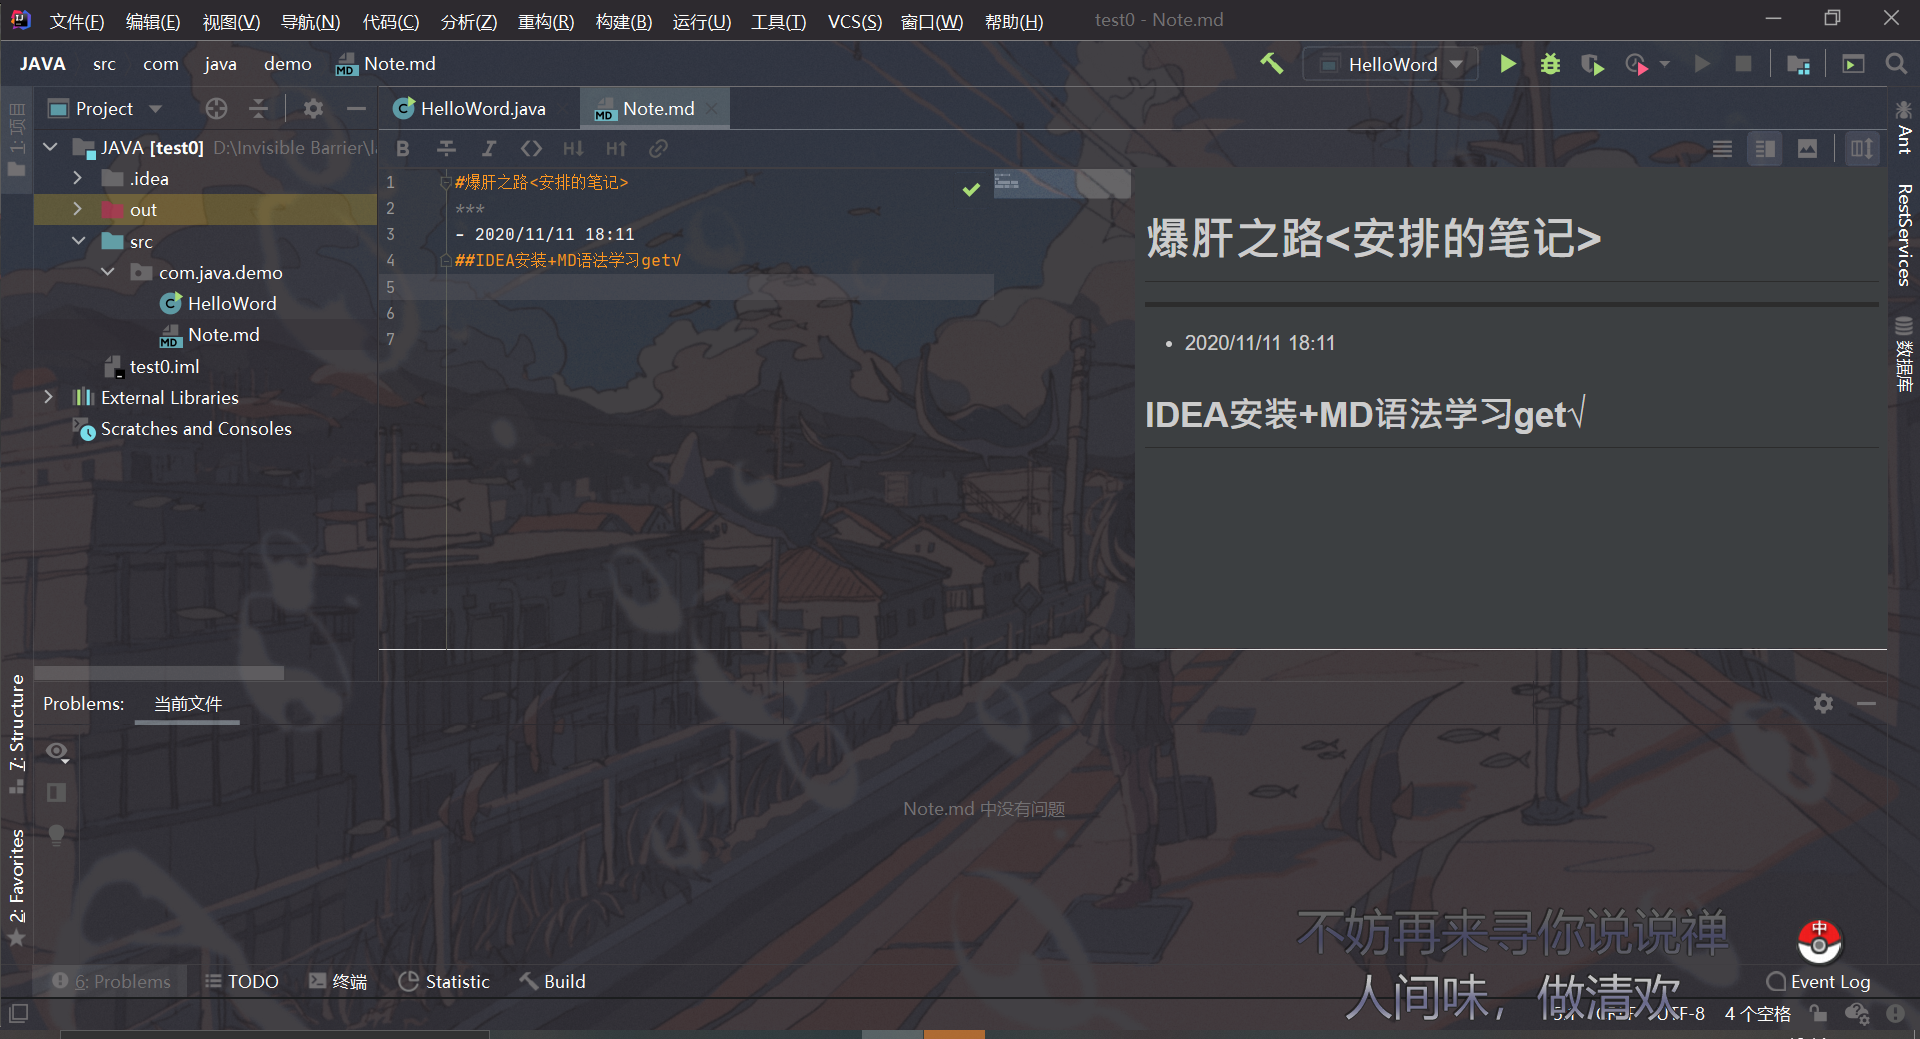 文件(F) 编辑(E) 视图(V) 导航(N) 代码(C) 分析(Z) 重构(R) 构建(B) 运行(U) 工具(T) VCS(S) 窗口(W) 帮助(H) test0 - Note.md
JAVA src com java demo Note.md HelloWord
1: 项目
Project
HelloWord.java Note.md
JAVA [test0] D:\Invisible Barrier\
.idea
out
src
com.java.demo
HelloWord
Note.md
test0.iml
External Libraries
Scratches and Consoles
1 #爆肝之路<安排的笔记>
2 ***
3 - 2020/11/11 18:11
4 ##IDEA安装+MD语法学习get√
5
6
7
爆肝之路<安排的笔记>
• 2020/11/11 18:11
IDEA安装+MD语法学习get√
Ant
RestServices
数据库
7: Structure
2: Favorites
Problems: 当前文件
Note.md 中没有问题
不妨再来寻你说说禅
人间味，做清欢
中
6: Problems TODO 终端 Statistic Build Event Log
UTF-8 4 个空格